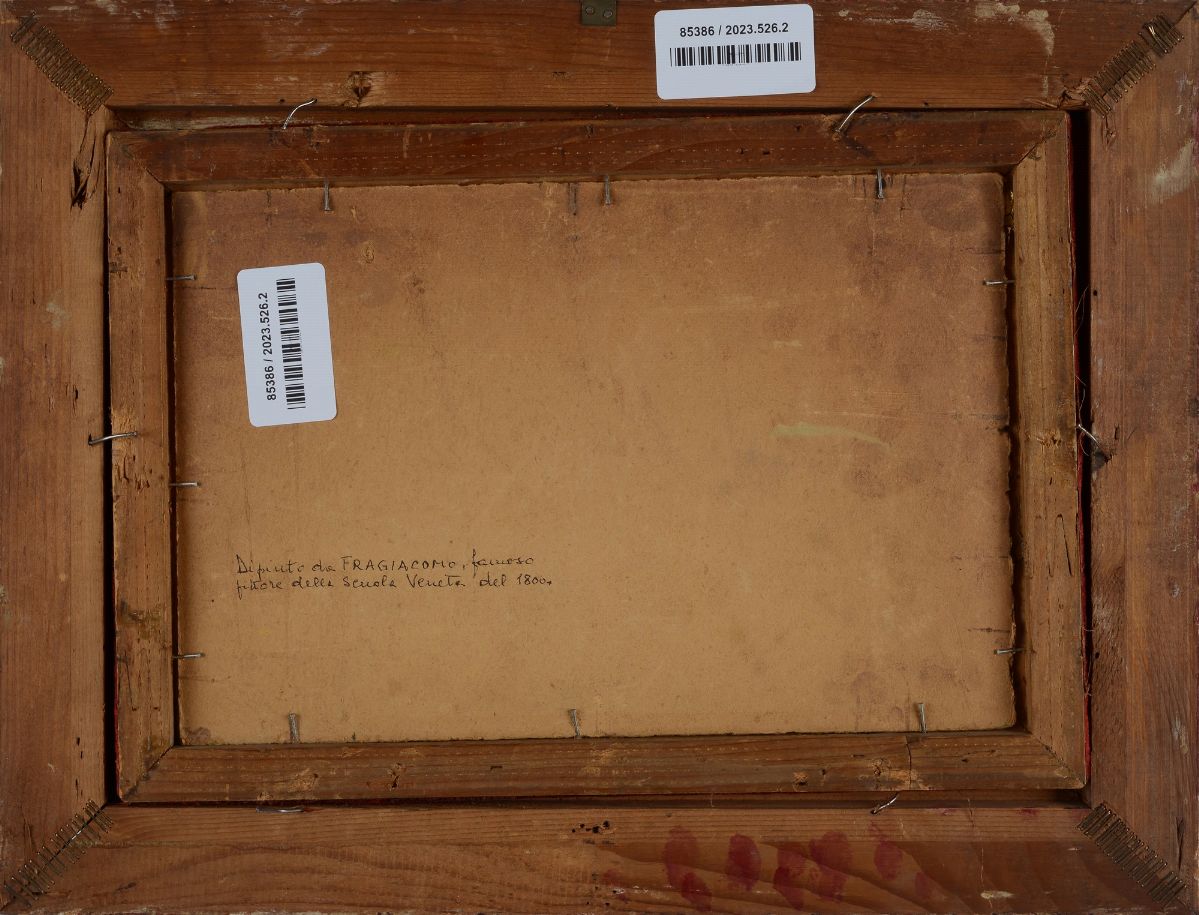 85386 / 2023.526.2
85386 / 2023.526.2
Dipinto da FRAGIACOMO, famoso
pittore della Scuola Veneta del 1800.